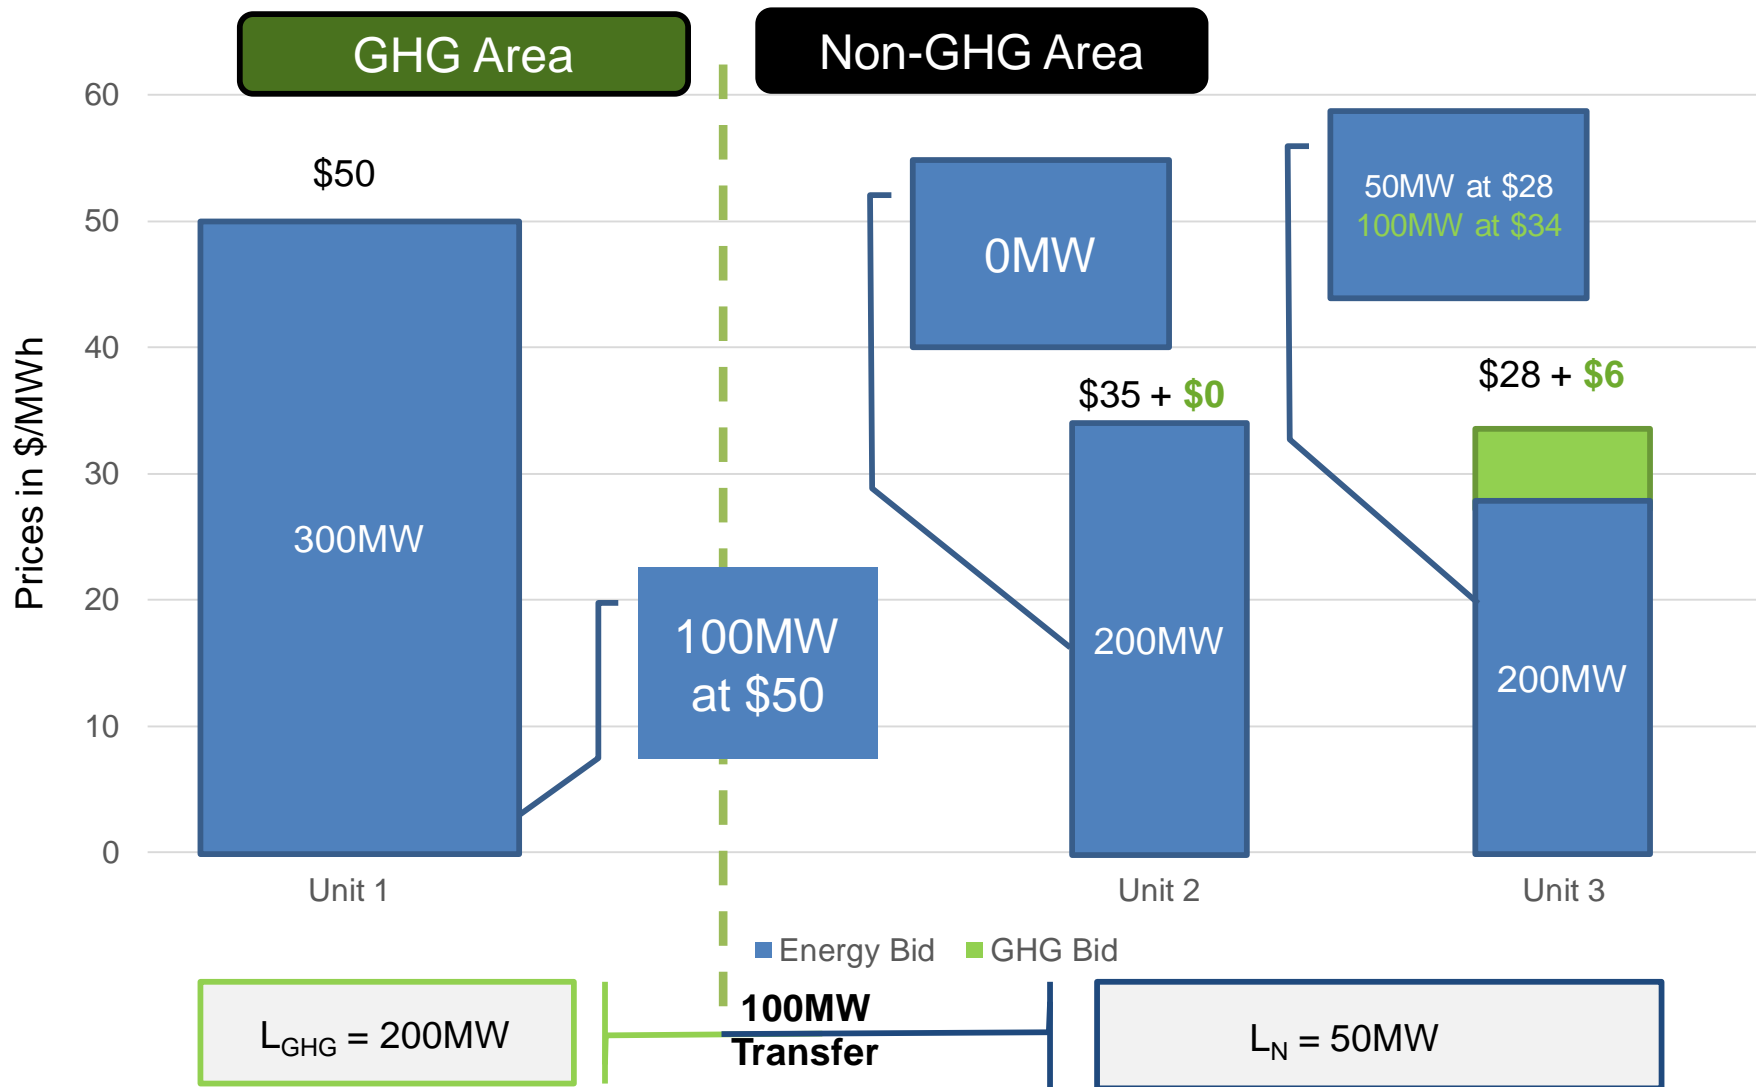 GHG Area
Non-GHG Area
Prices in $/MWh
60
50
40
30
20
10
0
$50
300MW
100MW
at $50
0MW
$35 + $0
200MW
50MW at $28
100MW at $34
$28 + $6
200MW
Unit 1
Unit 2
Unit 3
Energy Bid
GHG Bid
LGHG = 200MW
100MW
Transfer
LN = 50MW